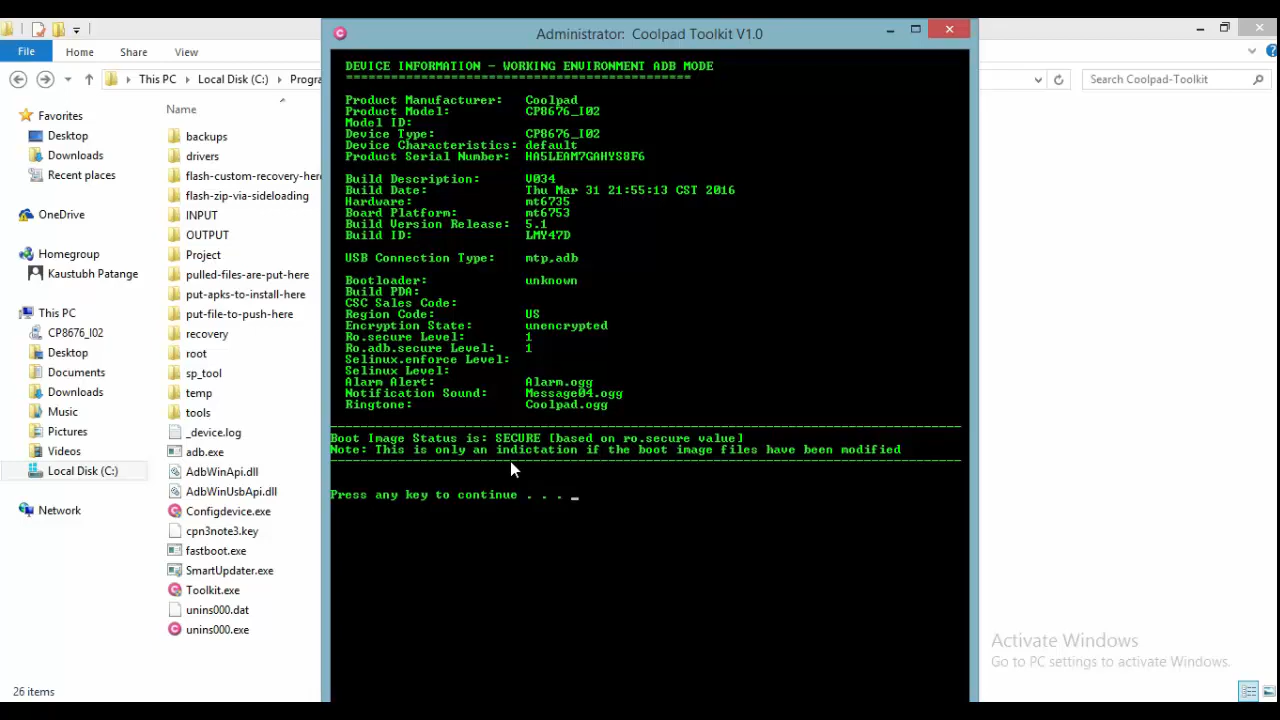 Administrator: Coolpad Toolkit V1.0
File Home Share View
This PC Local Disk (C:) Progra
Search Coolpad-Toolkit
Name
Favorites
Desktop
Downloads
Recent places
OneDrive
Homegroup
Kaustubh Patange
This PC
CP8676_I02
Desktop
Documents
Downloads
Music
Pictures
Videos
Local Disk (C:)
Network
backups
drivers
flash-custom-recovery-here
flash-zip-via-sideloading
INPUT
OUTPUT
Project
pulled-files-are-put-here
put-apks-to-install-here
put-file-to-push-here
recovery
root
sp_tool
temp
tools
_device.log
adb.exe
AdbWinApi.dll
AdbWinUsbApi.dll
Configdevice.exe
cpn3note3.key
fastboot.exe
SmartUpdater.exe
Toolkit.exe
unins000.dat
unins000.exe
26 items
DEVICE INFORMATION - WORKING ENVIRONMENT ADB MODE
==============================================
Product Manufacturer: Coolpad
Product Model: CP8676_I02
Model ID:
Device Type: CP8676_I02
Device Characteristics: default
Product Serial Number: HA5LEAM7GAHYS8F6
Build Description: V034
Build Date: Thu Mar 31 21:55:13 CST 2016
Hardware: mt6735
Board Platform: mt6753
Build Version Release: 5.1
Build ID: LMY47D
USB Connection Type: mtp,adb
Bootloader: unknown
Build PDA:
CSC Sales Code:
Region Code: US
Encryption State: unencrypted
Ro.secure Level: 1
Ro.adb.secure Level: 1
Selinux.enforce Level:
Selinux Level:
Alarm Alert: Alarm.ogg
Notification Sound: Message04.ogg
Ringtone: Coolpad.ogg
Boot Image Status is: SECURE [based on ro.secure value]
Note: This is only an indictation if the boot image files have been modified
Press any key to continue . . . _
Activate Windows
Go to PC settings to activate Windows.